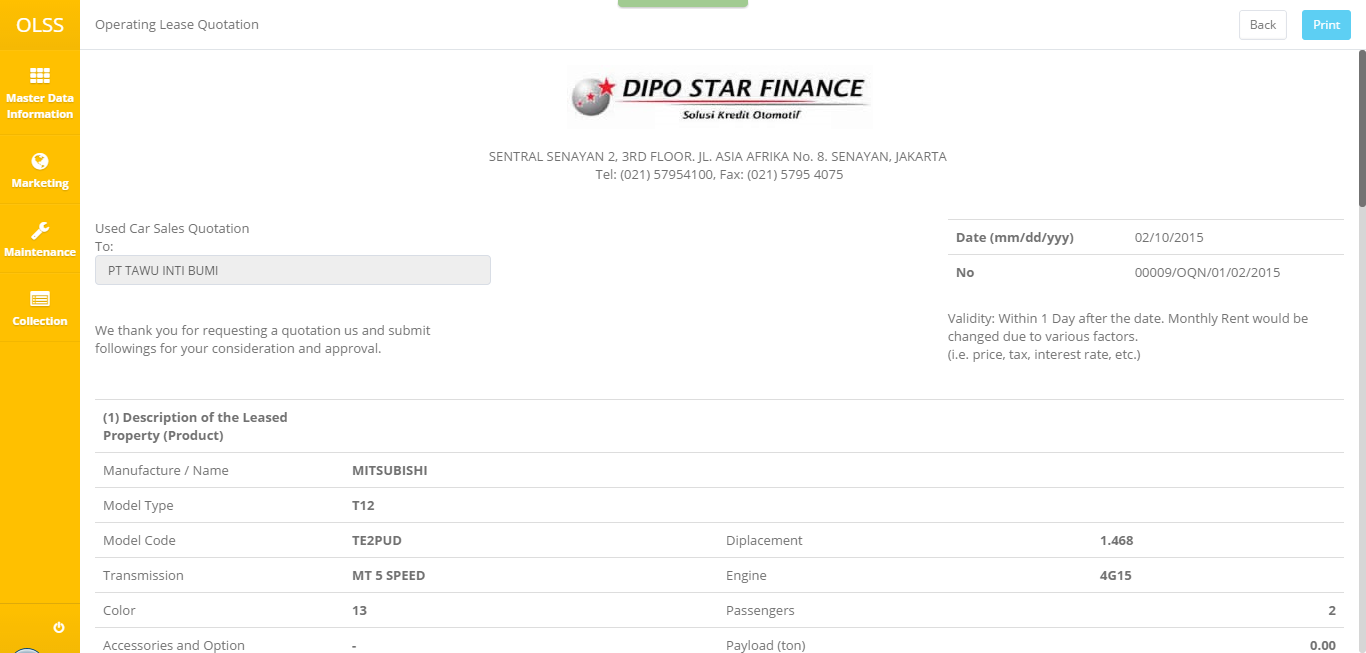 OLSS
Operating Lease Quotation
Back
Print
Master Data
Information
Marketing
Maintenance
Collection
DIPO STAR FINANCE
Solusi Kredit Otomotif
SENTRAL SENAYAN 2, 3RD FLOOR. JL. ASIA AFRIKA No. 8. SENAYAN, JAKARTA
Tel: (021) 57954100, Fax: (021) 5795 4075
Used Car Sales Quotation
To:
PT TAWU INTI BUMI
We thank you for requesting a quotation us and submit
followings for your consideration and approval.
Date (mm/dd/yyy) 02/10/2015
No 00009/OQN/01/02/2015
Validity: Within 1 Day after the date. Monthly Rent would be
changed due to various factors.
(i.e. price, tax, interest rate, etc.)
(1) Description of the Leased
Property (Product)
Manufacture / Name MITSUBISHI
Model Type T12
Model Code TE2PUD Diplacement 1.468
Transmission MT 5 SPEED Engine 4G15
Color 13 Passengers 2
Accessories and Option - Payload (ton) 0.00